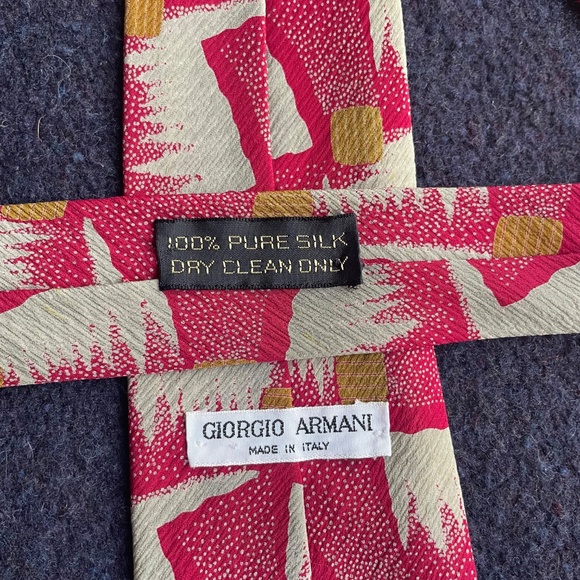 100% PURE SILK
DRY CLEAN ONLY
GIORGIO ARMANI
MADE IN ITALY